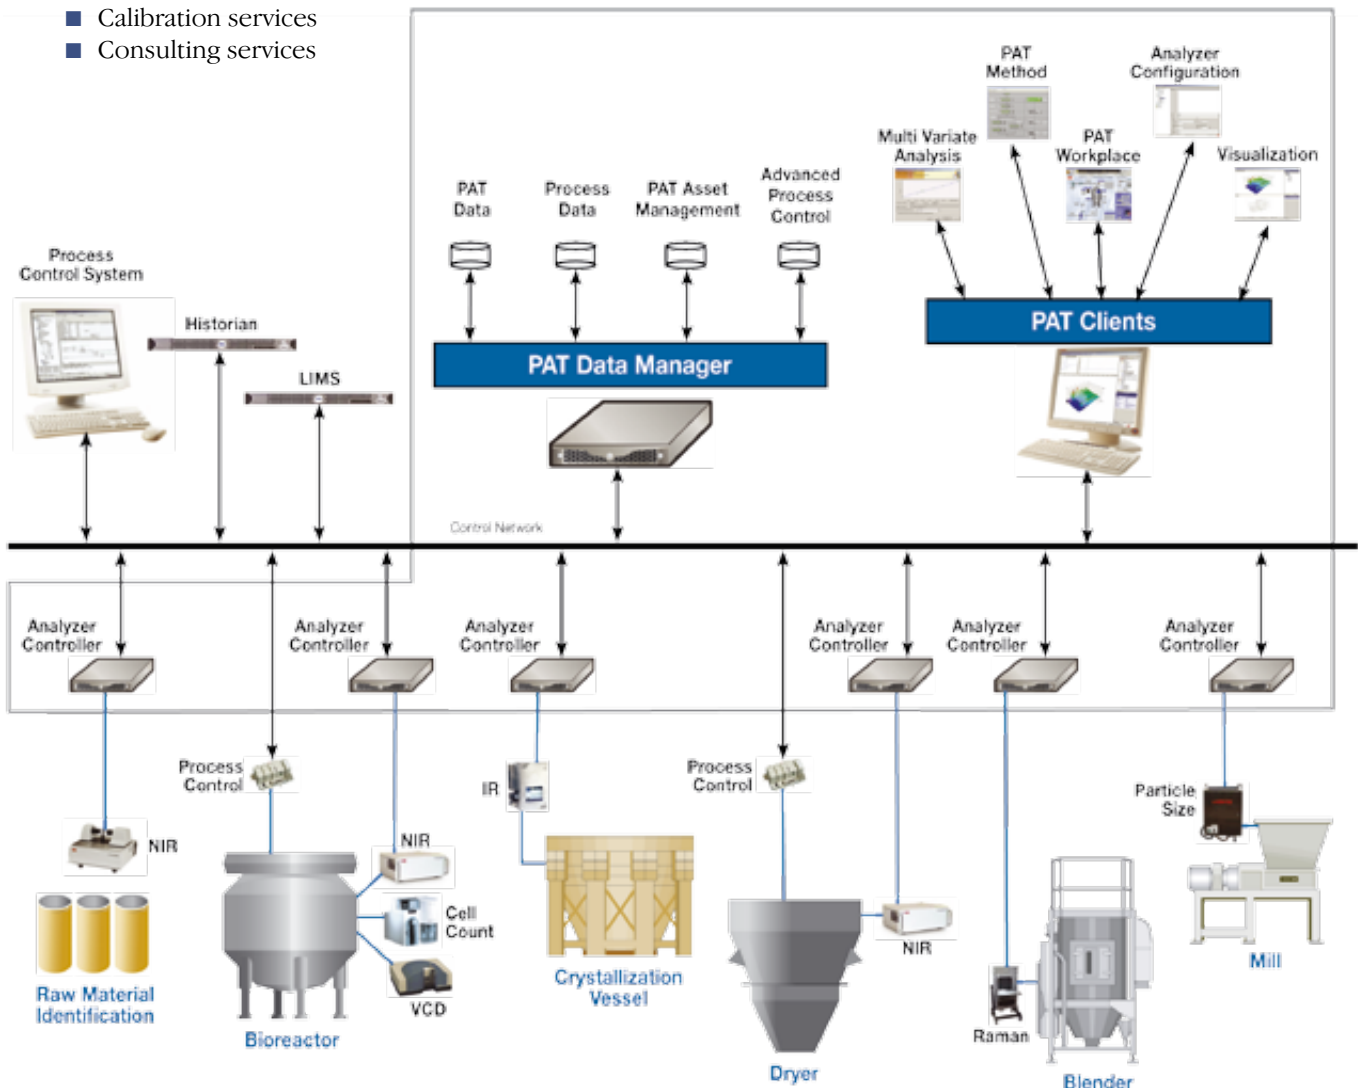 ■ Calibration services
■ Consulting services
PAT
Method
Analyzer
Configuration
Multi Variate
Analysis
PAT
Workplace
Visualization
PAT
Data
Process
Data
PAT Asset
Management
Advanced
Process
Control
Process
Control System
Historian
LIMS
PAT Data Manager
PAT Clients
Control Network
Analyzer
Controller
Analyzer
Controller
Analyzer
Controller
Analyzer
Controller
Analyzer
Controller
Analyzer
Controller
Process
Control
IR
Process
Control
Particle
Size
NIR
NIR
Cell
Count
VCD
NIR
Raman
Raw Material
Identification
Bioreactor
Crystallization
Vessel
Dryer
Blender
Mill